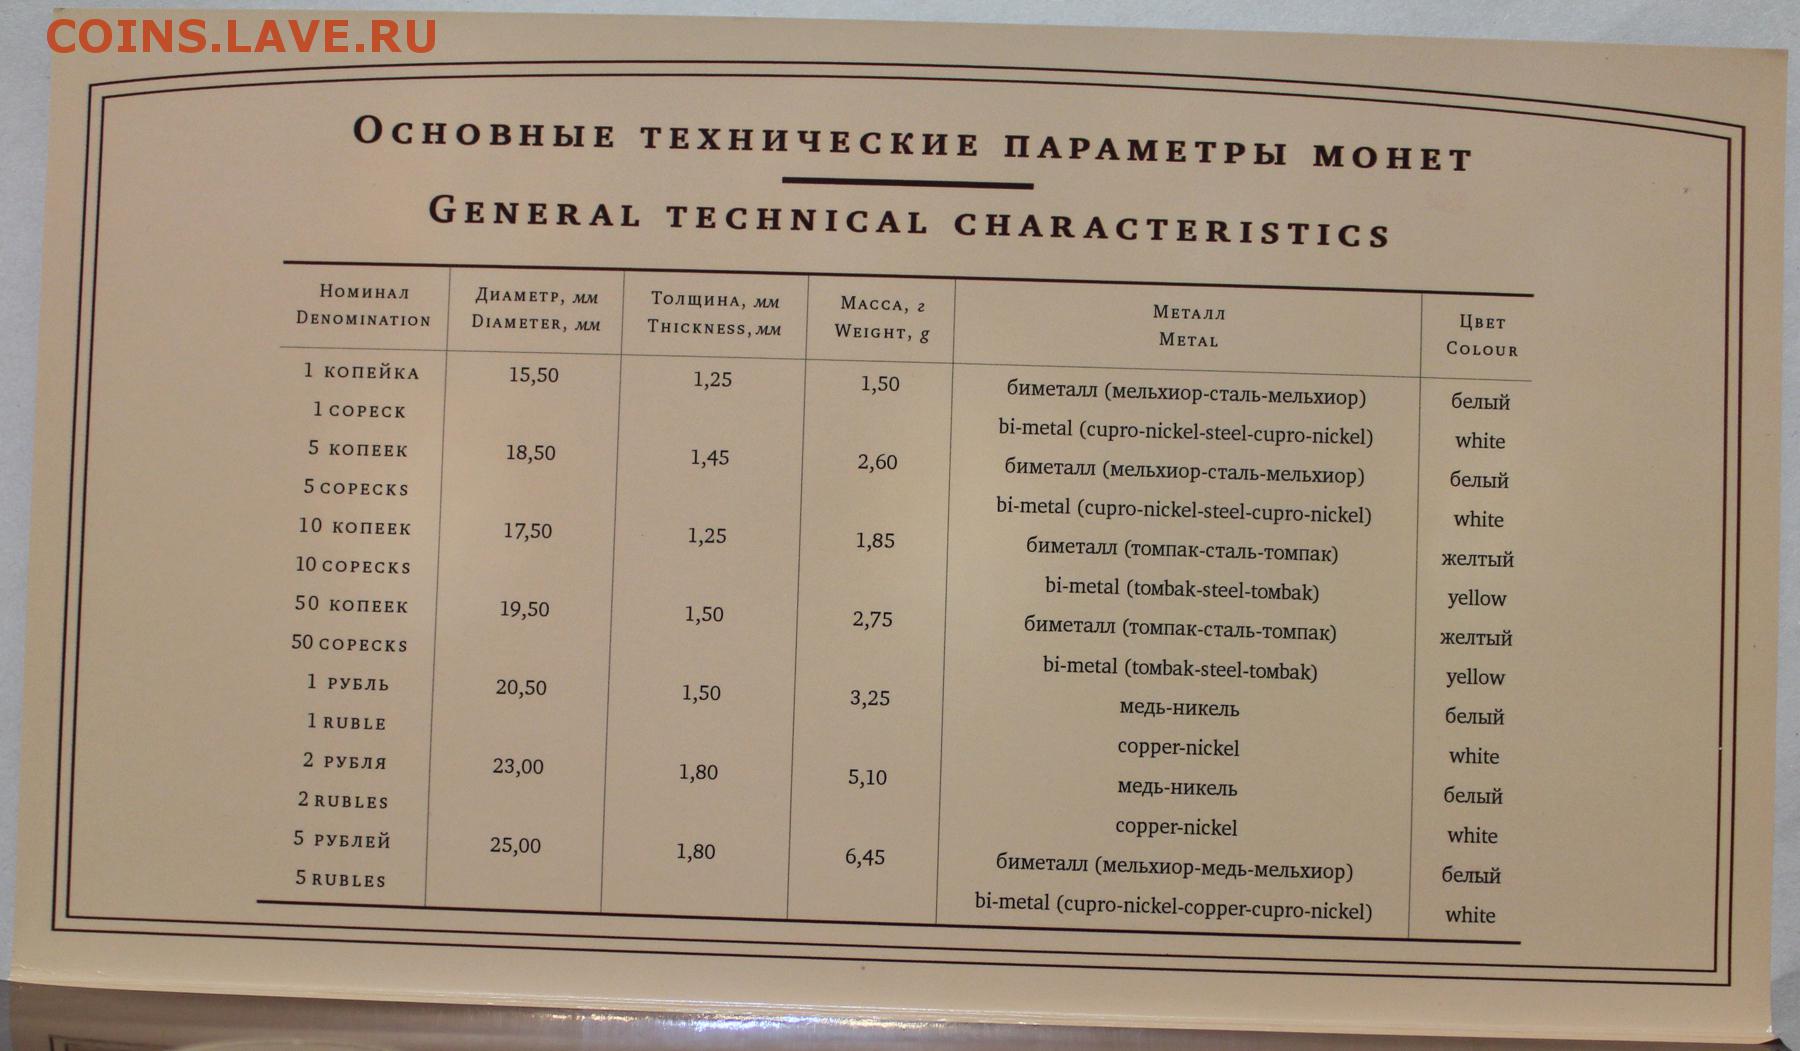 COINS.LAVE.RU
Основные технические параметры монет
General technical characteristics
Номинал Диаметр, мм Толщина, мм Масса, г Металл Цвет
Denomination Diameter, мм Thickness, мм Weight, g Metal Colour
1 копейка 15,50 1,25 1,50 биметалл (мельхиор-сталь-мельхиор) белый
1 copeck bi-metal (cupro-nickel-steel-cupro-nickel) white
5 копеек 18,50 1,45 2,60 биметалл (мельхиор-сталь-мельхиор) белый
5 copecks bi-metal (cupro-nickel-steel-cupro-nickel) white
10 копеек 17,50 1,25 1,85 биметалл (томпак-сталь-томпак) желтый
10 copecks bi-metal (toмbak-steel-toмbak) yellow
50 копеек 19,50 1,50 2,75 биметалл (томпак-сталь-томпак) желтый
50 copecks bi-metal (toмbak-steel-toмbak) yellow
1 рубль 20,50 1,50 3,25 медь-никель белый
1 ruble copper-nickel white
2 рубля 23,00 1,80 5,10 медь-никель белый
2 rubles copper-nickel white
5 рублей 25,00 1,80 6,45 биметалл (мельхиор-медь-мельхиор) белый
5 rubles bi-metal (cupro-nickel-copper-cupro-nickel) white